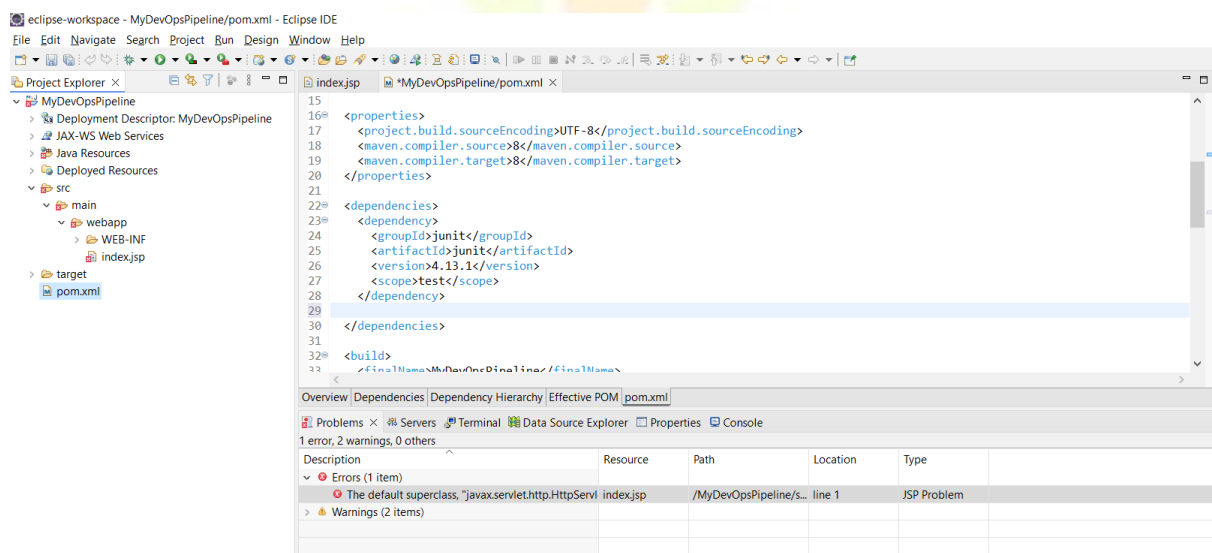 eclipse-workspace - MyDevOpsPipeline/pom.xml - Eclipse IDE
File Edit Navigate Search Project Run Design Window Help
Project Explorer
MyDevOpsPipeline
Deployment Descriptor: MyDevOpsPipeline
JAX-WS Web Services
Java Resources
Deployed Resources
src
main
webapp
WEB-INF
index.jsp
target
pom.xml
index.jsp *MyDevOpsPipeline/pom.xml
15
16 <properties>
17 <project.build.sourceEncoding>UTF-8</project.build.sourceEncoding>
18 <maven.compiler.source>8</maven.compiler.source>
19 <maven.compiler.target>8</maven.compiler.target>
20 </properties>
21
22 <dependencies>
23 <dependency>
24 <groupId>junit</groupId>
25 <artifactId>junit</artifactId>
26 <version>4.13.1</version>
27 <scope>test</scope>
28 </dependency>
29
30 </dependencies>
31
32 <build>
33 <finalName>MyDevOpsPipeline</finalName>
Overview Dependencies Dependency Hierarchy Effective POM pom.xml
Problems Servers Terminal Data Source Explorer Properties Console
1 error, 2 warnings, 0 others
Description Resource Path Location Type
Errors (1 item)
The default superclass, "javax.servlet.http.HttpServl index.jsp /MyDevOpsPipeline/s... line 1 JSP Problem
Warnings (2 items)